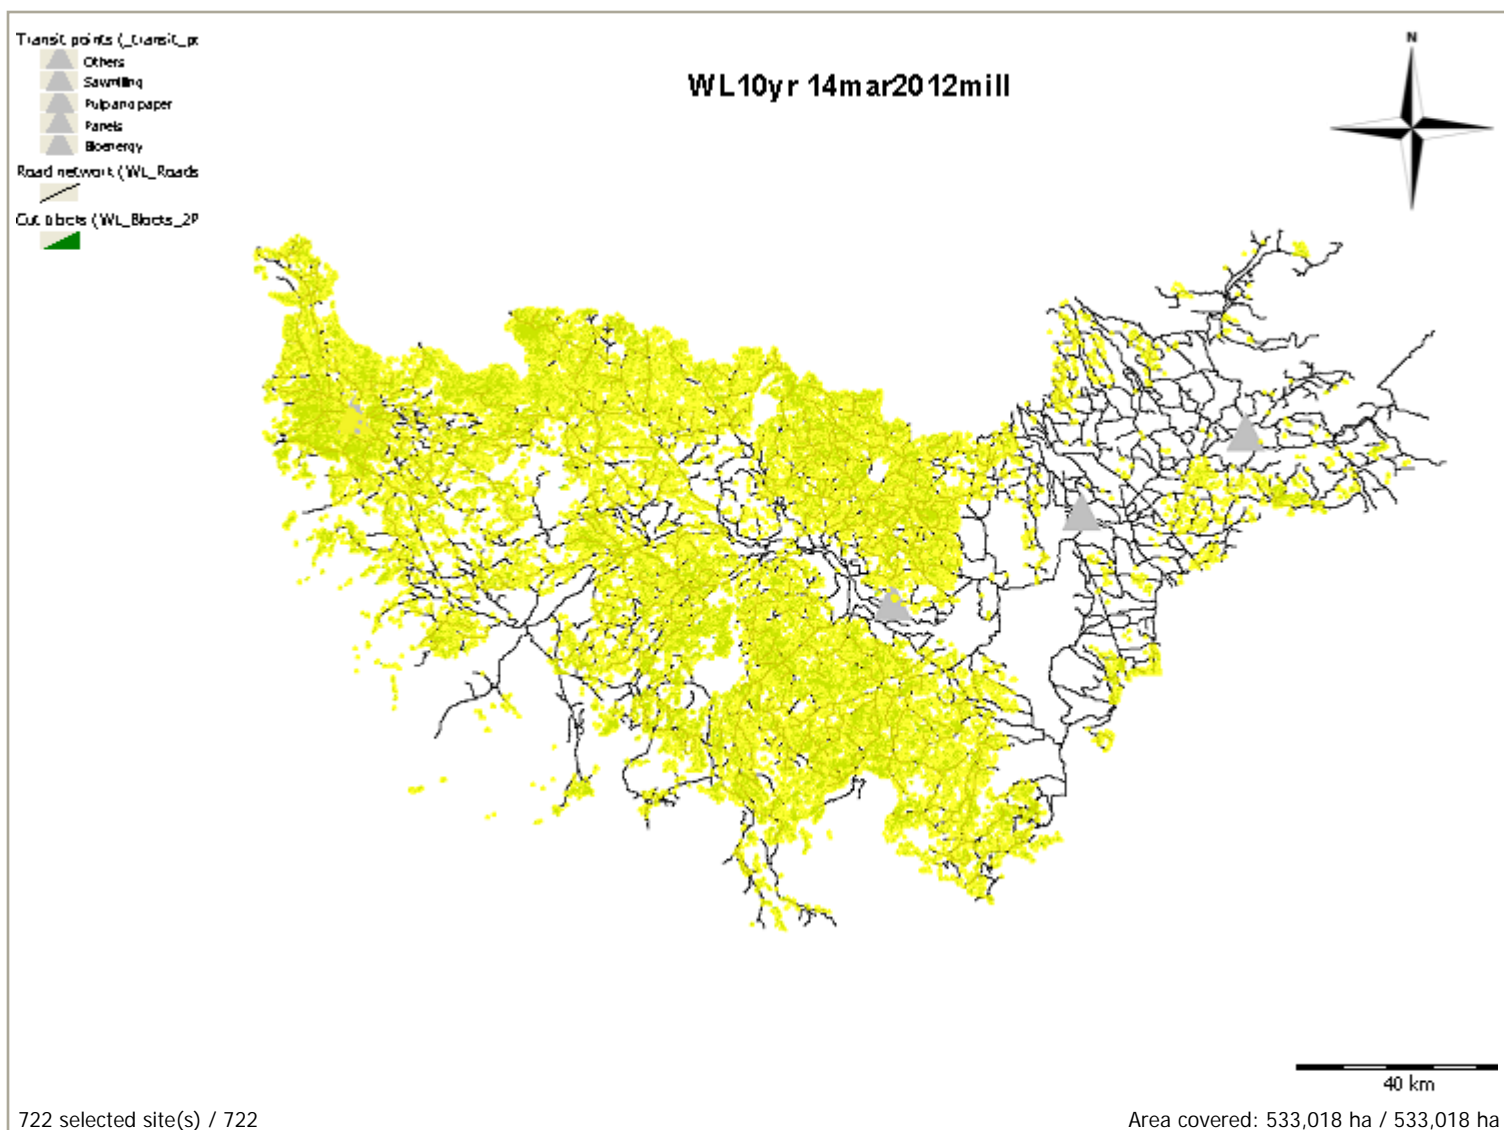 Transit points (_transit_pt
Others
Sawmilling
Pulp and paper
Panels
Bioenergy
Road network (WL_Roads
Cut blocks (WL_Blocks_2P
WL10yr 14mar2012mill
N
40 km
722 selected site(s) / 722
Area covered: 533,018 ha / 533,018 ha